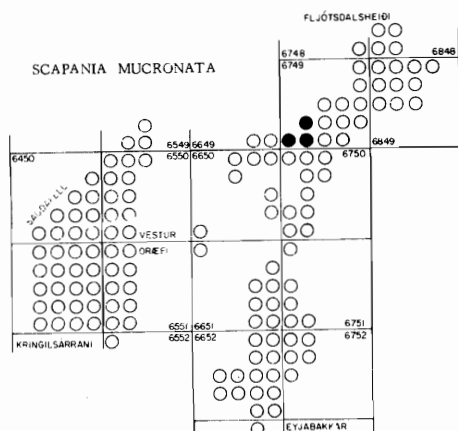 FLJÓTSDALSHEIÐI
SCAPANIA MUCRONATA
6748 6848
6749
6549 6649 6849
6450 6550 6650 6750
VESTUR
ÖRÆFI
6551 6651 6751
KRINGILSÁRRANI 6552 6652 6752
EYJABAKKAR